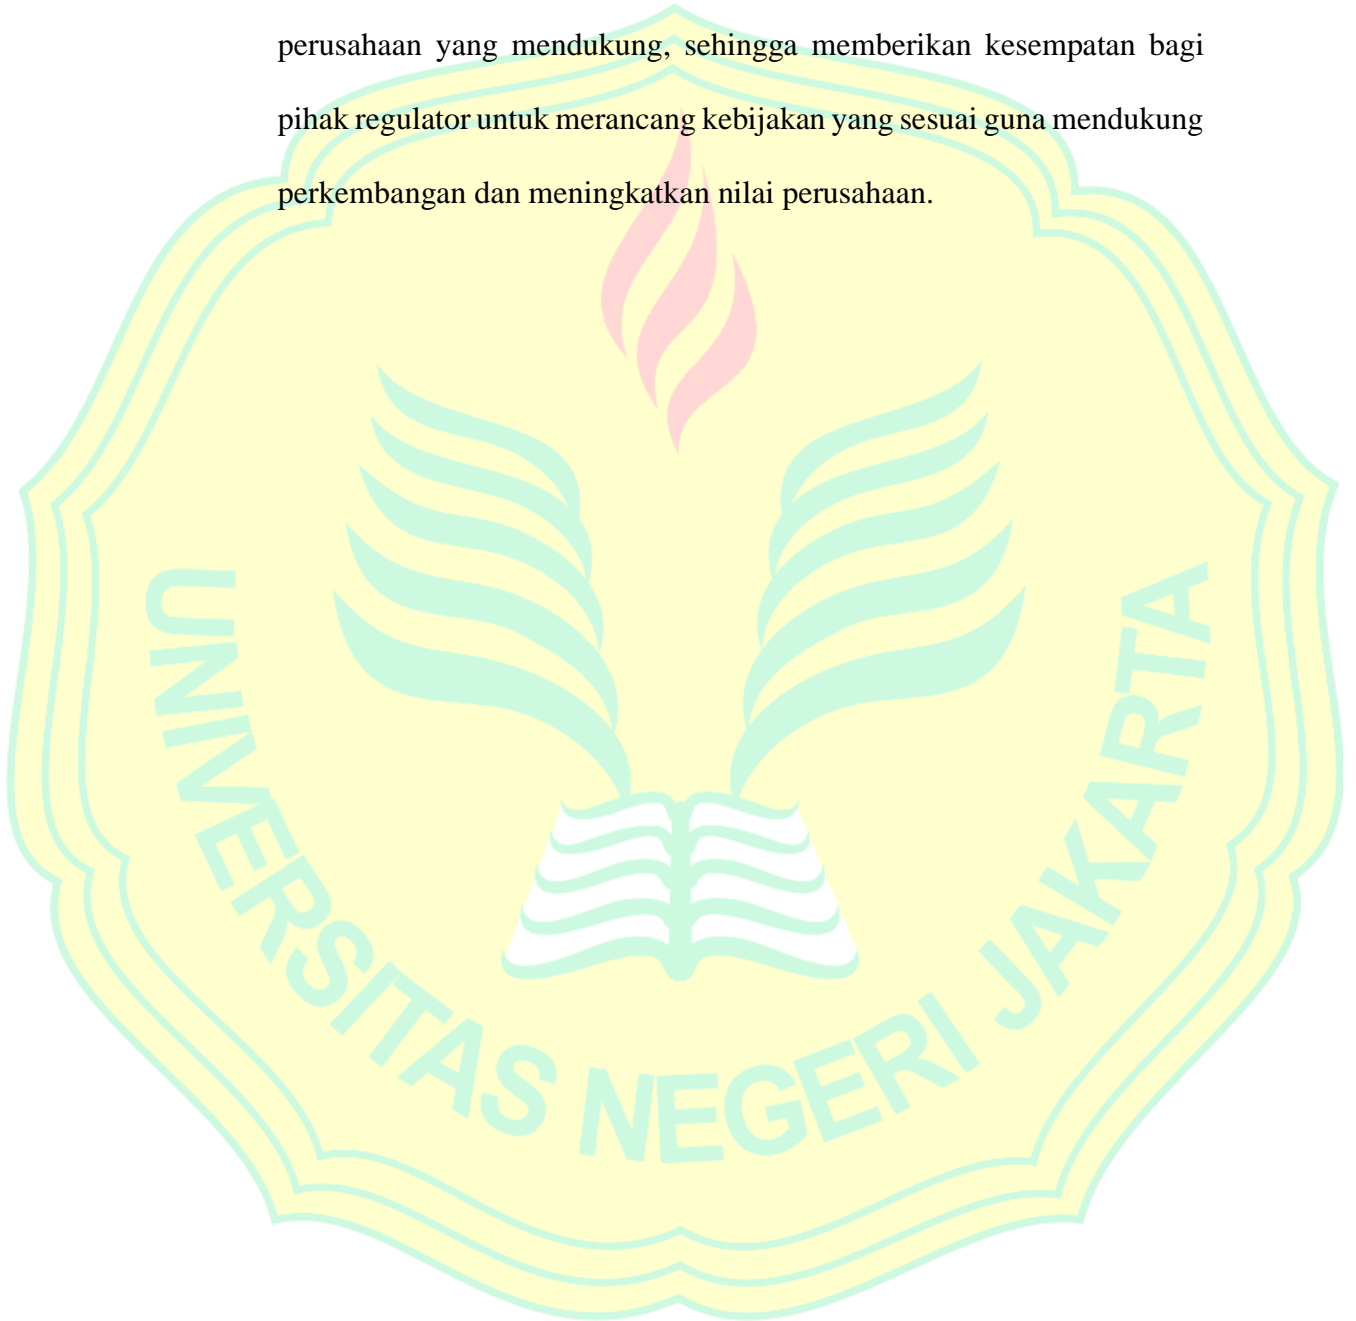 perusahaan yang mendukung, sehingga memberikan kesempatan bagi
pihak regulator untuk merancang kebijakan yang sesuai guna mendukung
perkembangan dan meningkatkan nilai perusahaan.
UNIVERSITAS NEGERI JAKARTA